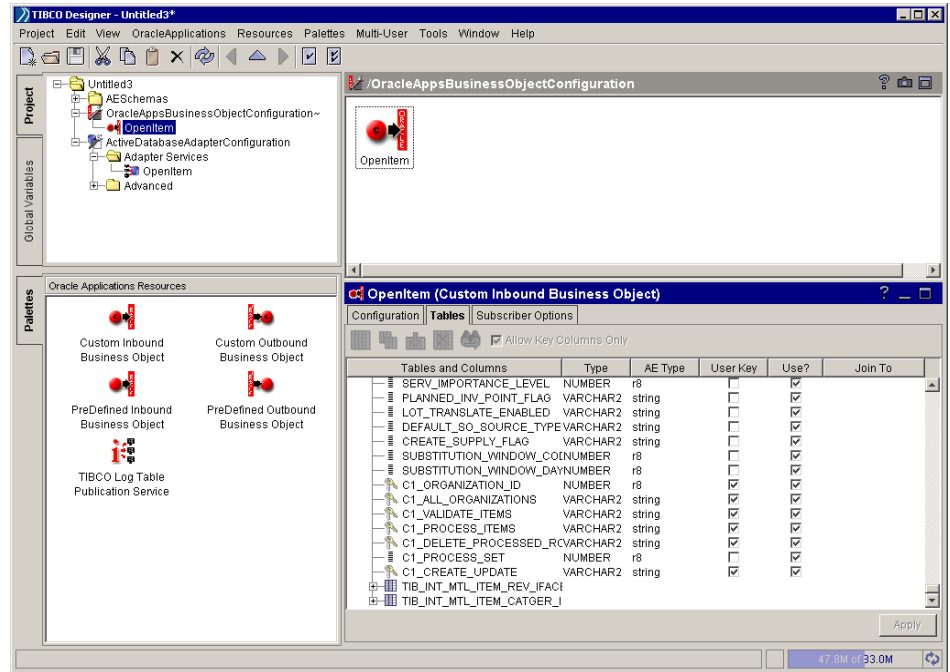 TIBCO Designer - Untitled3*
Project Edit View OracleApplications Resources Palettes Multi-User Tools Window Help
Project
Global Variables
Untitled3
AESchemas
OracleAppsBusinessObjectConfiguration~
OpenItem
ActiveDatabaseAdapterConfiguration
Adapter Services
OpenItem
Advanced
/OracleAppsBusinessObjectConfiguration
OpenItem
Palettes
Oracle Applications Resources
Custom Inbound
Business Object
Custom Outbound
Business Object
PreDefined Inbound
Business Object
PreDefined Outbound
Business Object
TIBCO Log Table
Publication Service
OpenItem (Custom Inbound Business Object)
Configuration Tables Subscriber Options
Allow Key Columns Only
Tables and Columns Type AE Type User Key Use? Join To
SERV_IMPORTANCE_LEVEL NUMBER r8
PLANNED_INV_POINT_FLAG VARCHAR2 string
LOT_TRANSLATE_ENABLED VARCHAR2 string
DEFAULT_SO_SOURCE_TYPE VARCHAR2 string
CREATE_SUPPLY_FLAG VARCHAR2 string
SUBSTITUTION_WINDOW_COI NUMBER r8
SUBSTITUTION_WINDOW_DAY NUMBER r8
C1_ORGANIZATION_ID NUMBER r8
C1_ALL_ORGANIZATIONS VARCHAR2 string
C1_VALIDATE_ITEMS VARCHAR2 string
C1_PROCESS_ITEMS VARCHAR2 string
C1_DELETE_PROCESSED_RO VARCHAR2 string
C1_PROCESS_SET NUMBER r8
C1_CREATE_UPDATE VARCHAR2 string
TIB_INT_MTL_ITEM_REV_IFACE
TIB_INT_MTL_ITEM_CATGER_I
Apply
47.8M of 93.0M